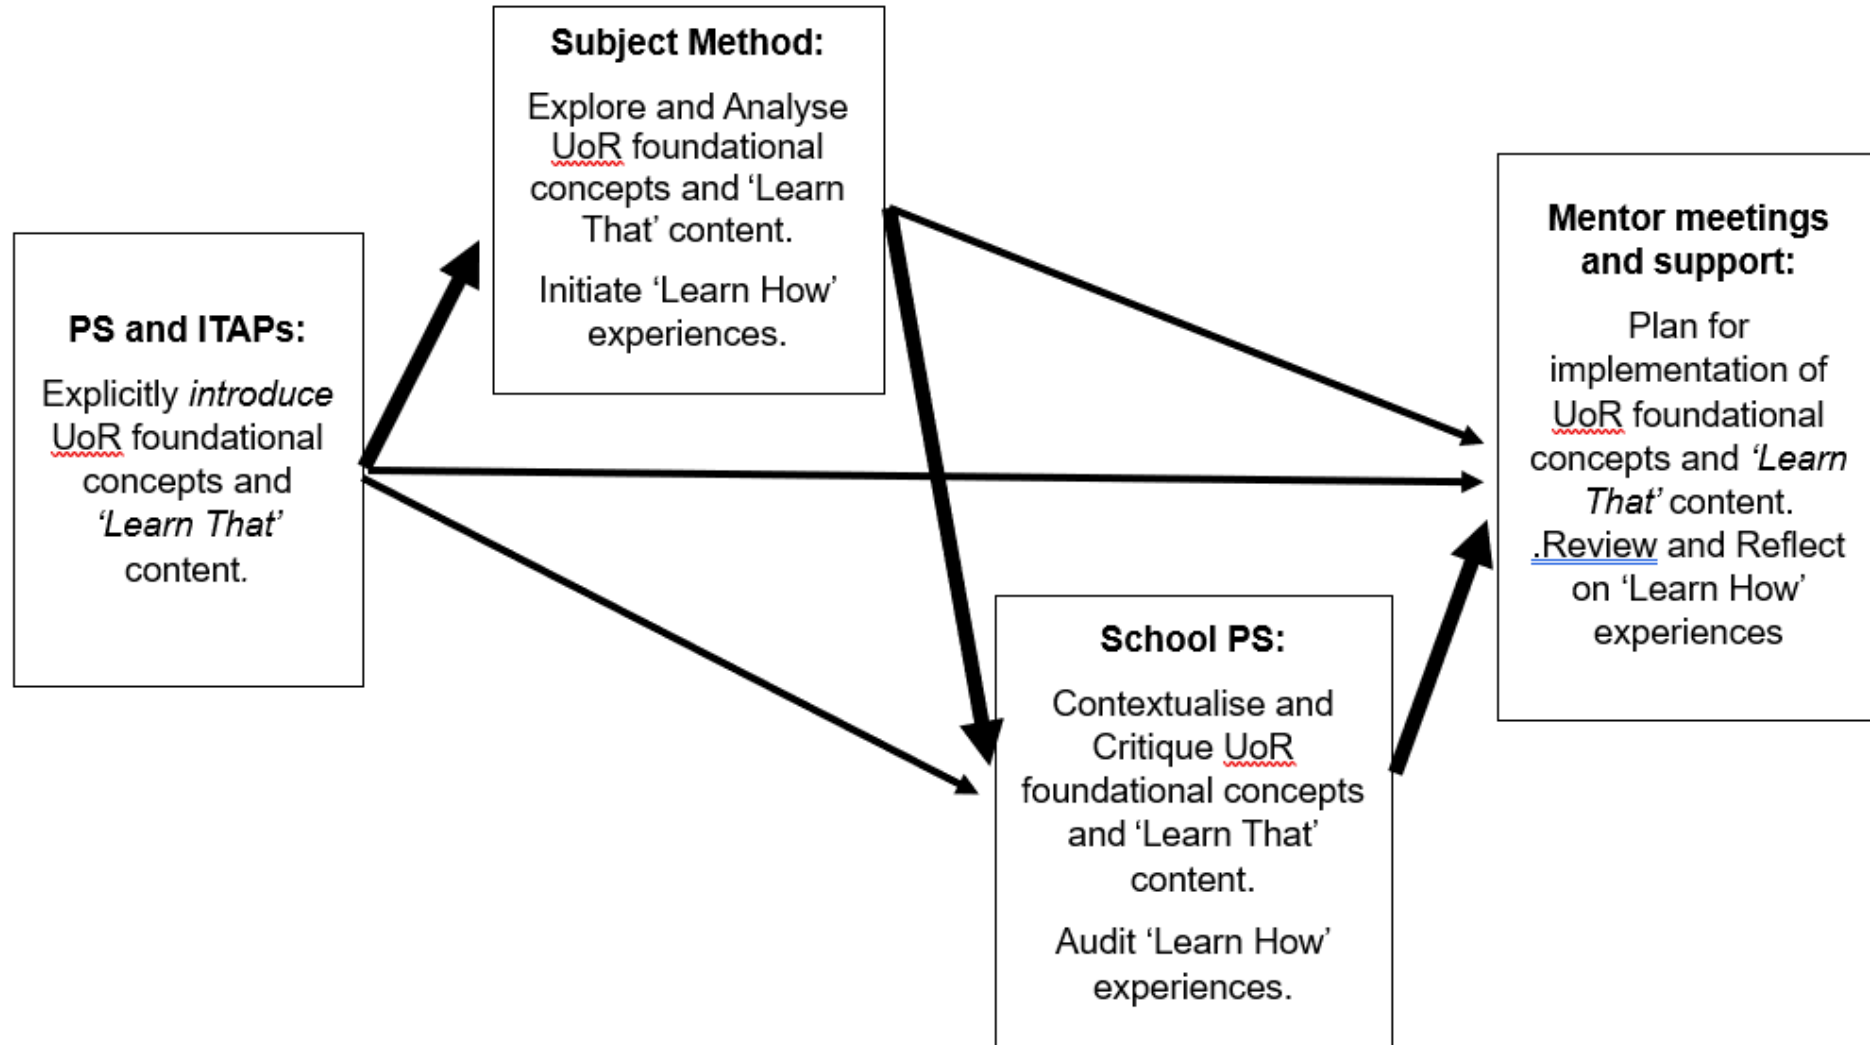 PS and ITAPs:
Explicitly introduce
UoR foundational
concepts and
‘Learn That’
content.
Subject Method:
Explore and Analyse
UoR foundational
concepts and ‘Learn
That’ content.
Initiate ‘Learn How’
experiences.
School PS:
Contextualise and
Critique UoR
foundational concepts
and ‘Learn That’
content.
Audit ‘Learn How’
experiences.
Mentor meetings
and support:
Plan for
implementation of
UoR foundational
concepts and ‘Learn
That’ content.
.Review and Reflect
on ‘Learn How’
experiences